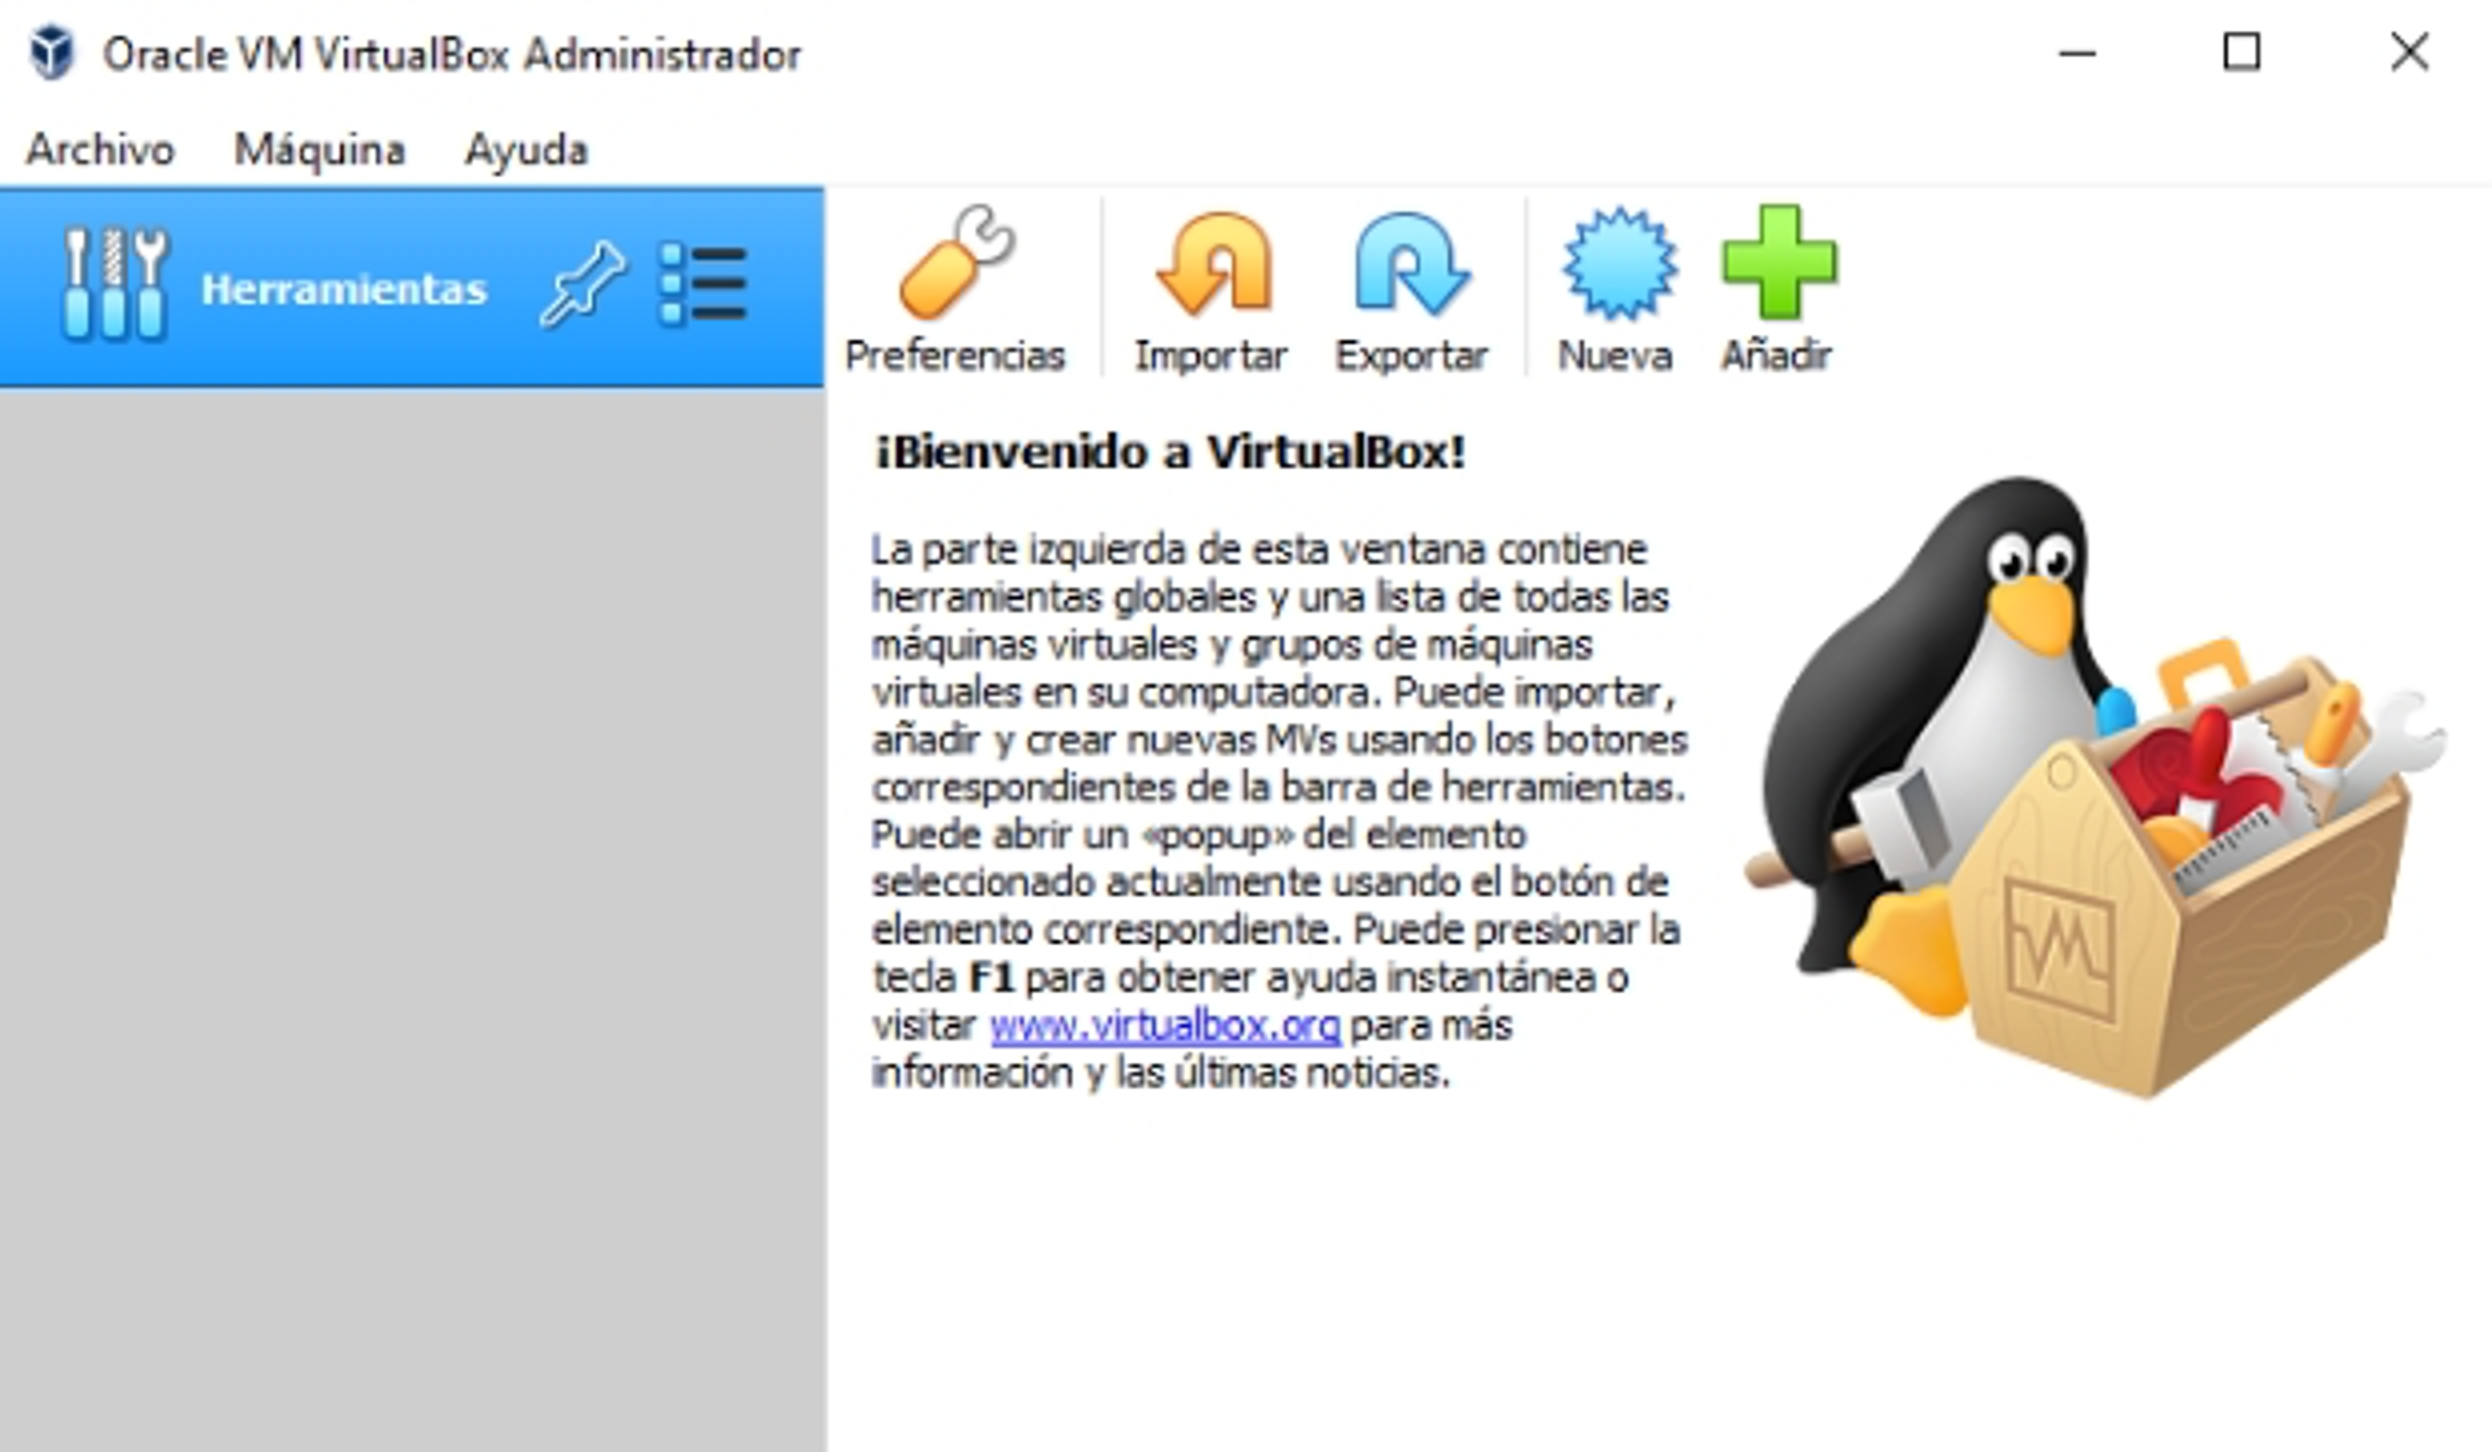 Oracle VM VirtualBox Administrador
Archivo Máquina Ayuda
Herramientas
Preferencias Importar Exportar Nueva Añadir
¡Bienvenido a VirtualBox!
La parte izquierda de esta ventana contiene
herramientas globales y una lista de todas las
máquinas virtuales y grupos de máquinas
virtuales en su computadora. Puede importar,
añadir y crear nuevas MVs usando los botones
correspondientes de la barra de herramientas.
Puede abrir un «popup» del elemento
seleccionado actualmente usando el botón de
elemento correspondiente. Puede presionar la
tecla F1 para obtener ayuda instantánea o
visitar www.virtualbox.org para más
información y las últimas noticias.